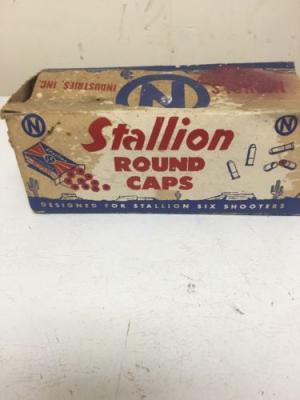 INDUSTRIES INC.
N
N
Stallion
N
ROUND
CAPS
DESIGNED FOR STALLION SIX SHOOTERS